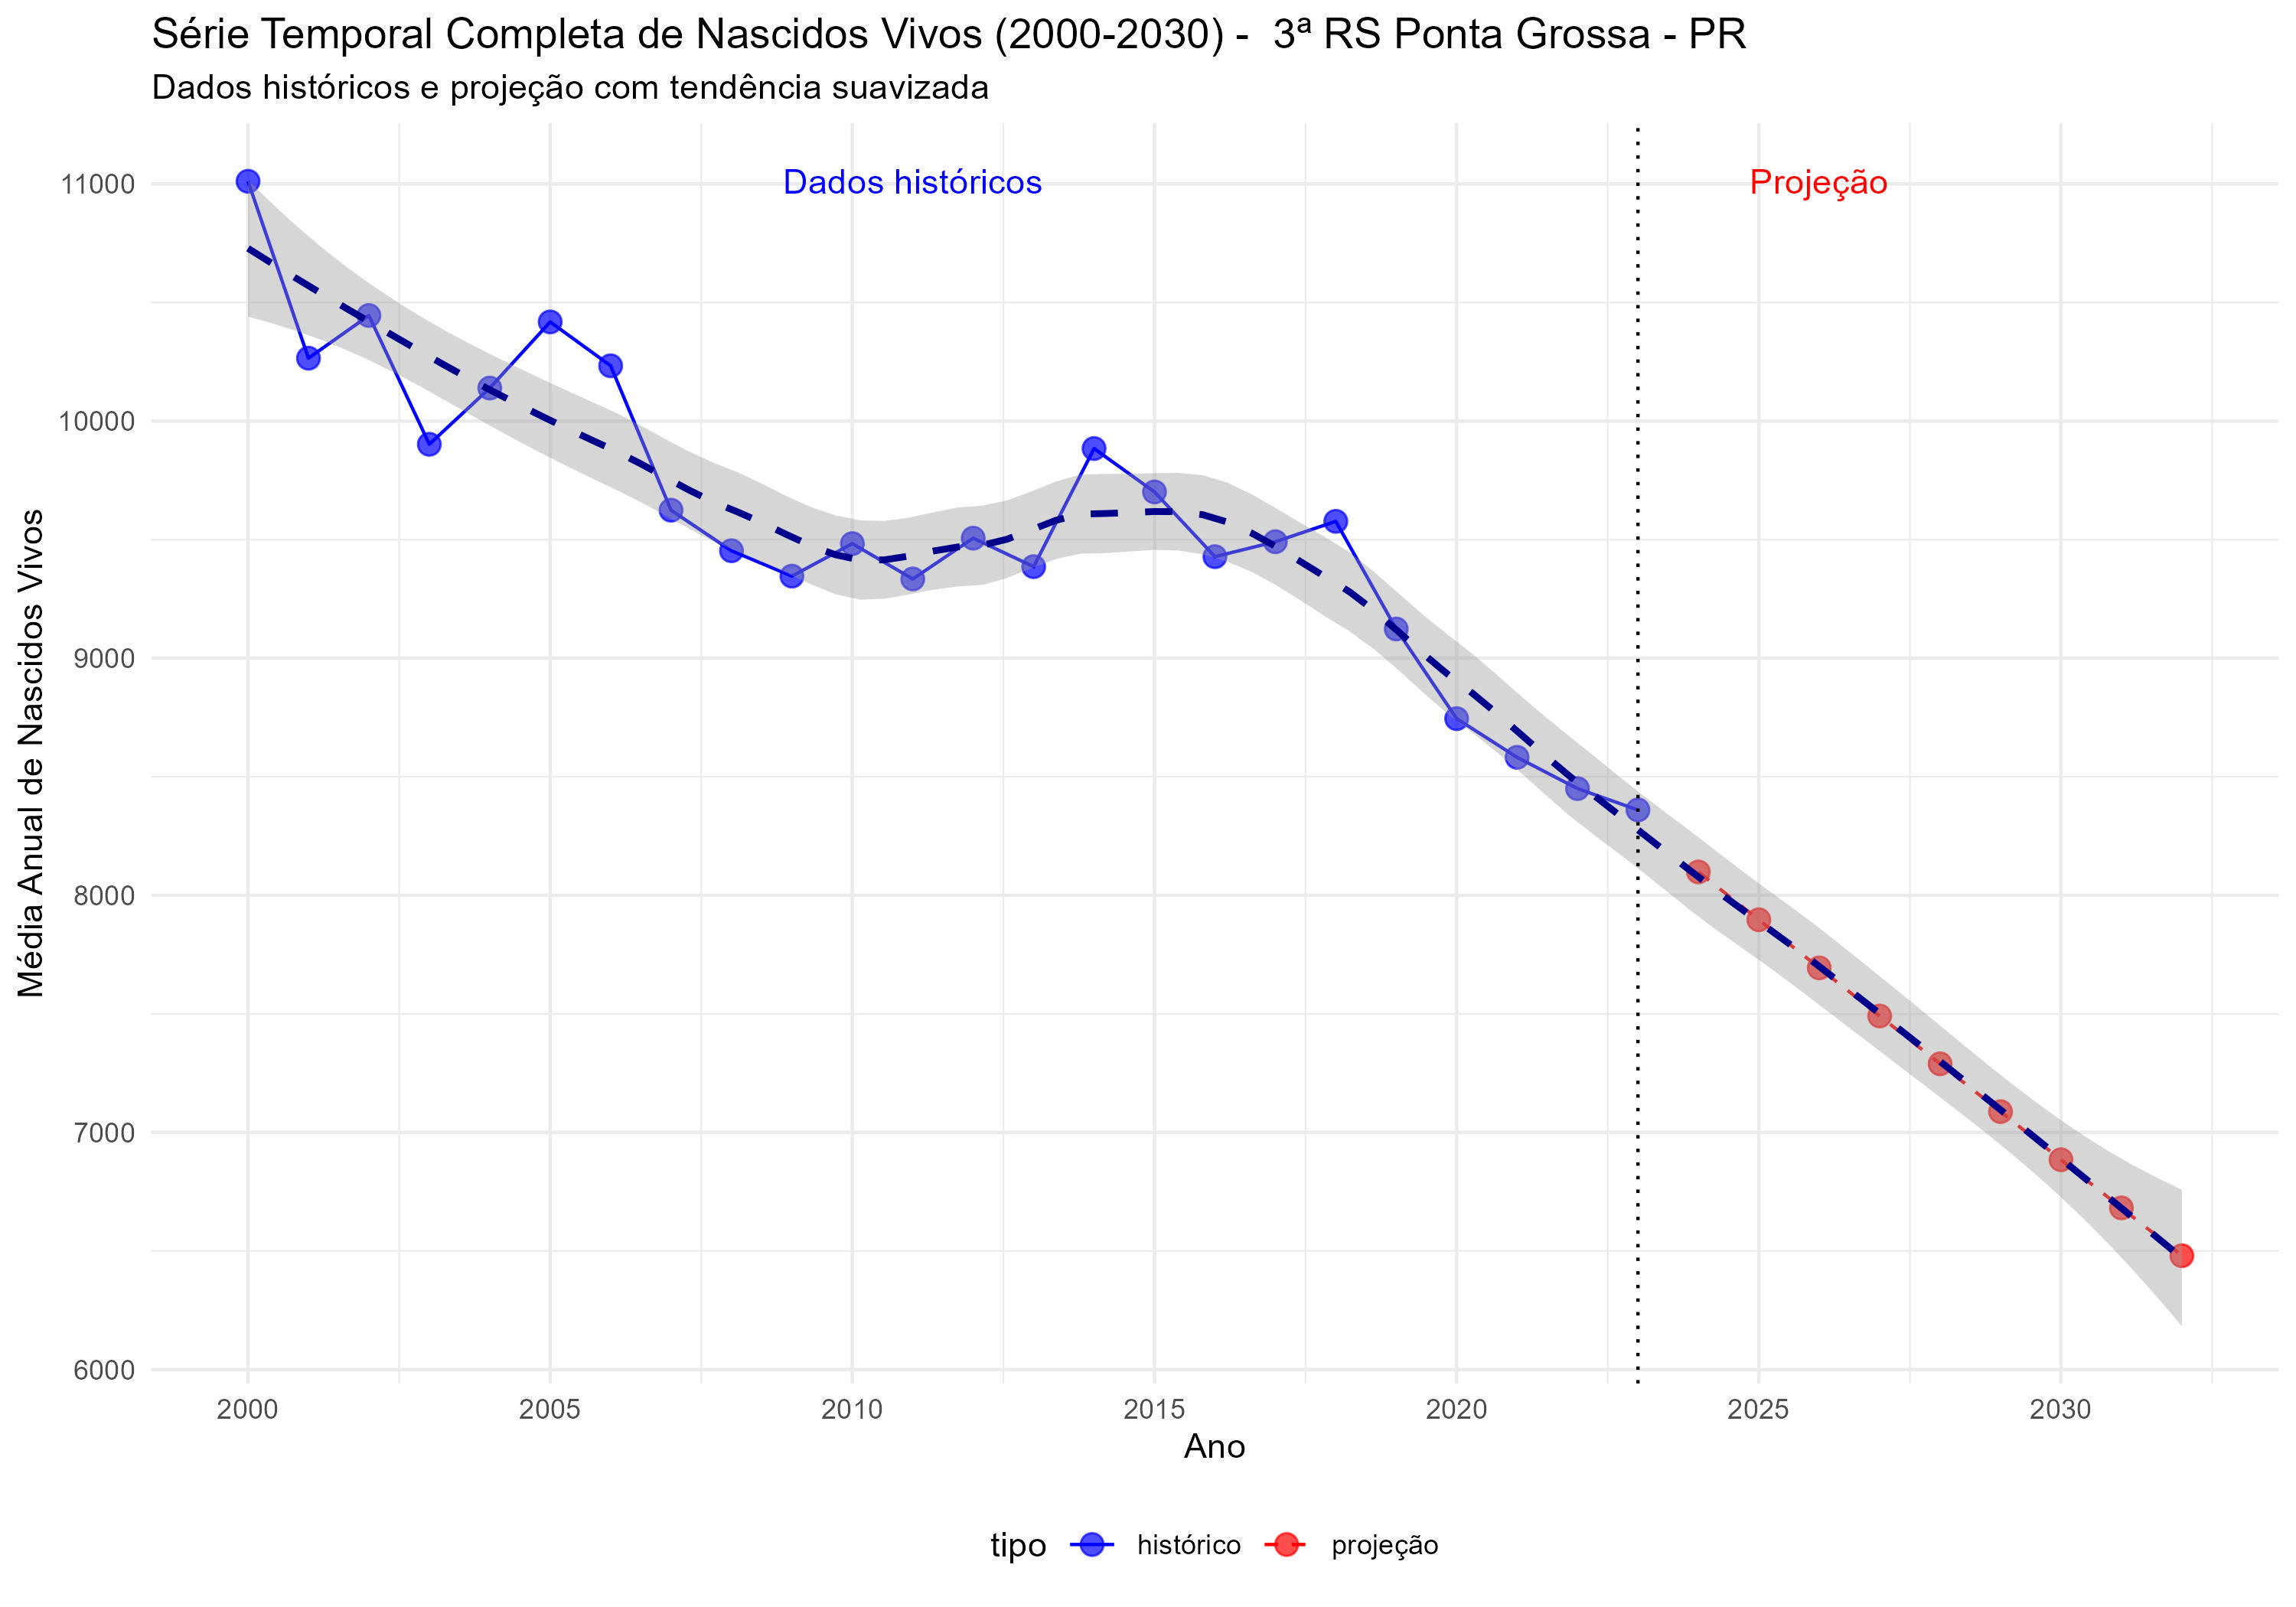 Série Temporal Completa de Nascidos Vivos (2000-2030) -  3ª RS Ponta Grossa - PR
Dados históricos e projeção com tendência suavizada
Dados históricos
Projeção
11000
10000
9000
8000
7000
6000
Média Anual de Nascidos Vivos
2000
2005
2010
2015
2020
2025
2030
Ano
tipo histórico projeção